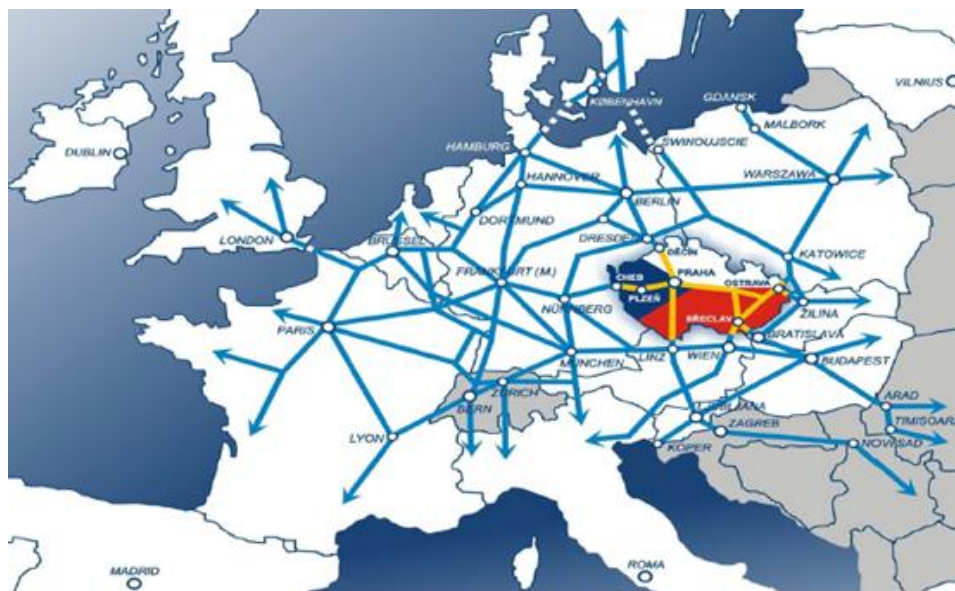 VILNIUS
KØBENHAVN
GDANSK
MALBORK
DUBLIN
HAMBURG
SWINOUJSCIE
HANNOVER
WARSZAWA
BERLIN
DORTMUND
LONDON
BRÜSSEL
DRESDEN
DĚČÍN
KATOWICE
FRANKFURT (M.)
CHEB
PRAHA
OSTRAVA
PLZEŇ
NÜRNBERG
ŽILINA
PARIS
BŘECLAV
BRATISLAVA
MÜNCHEN
LINZ
WIEN
BUDAPEST
ZÜRICH
BERN
ARAD
LJUBLJANA
TIMISOARA
LYON
ZAGREB
KOPER
NOVI SAD
MADRID
ROMA